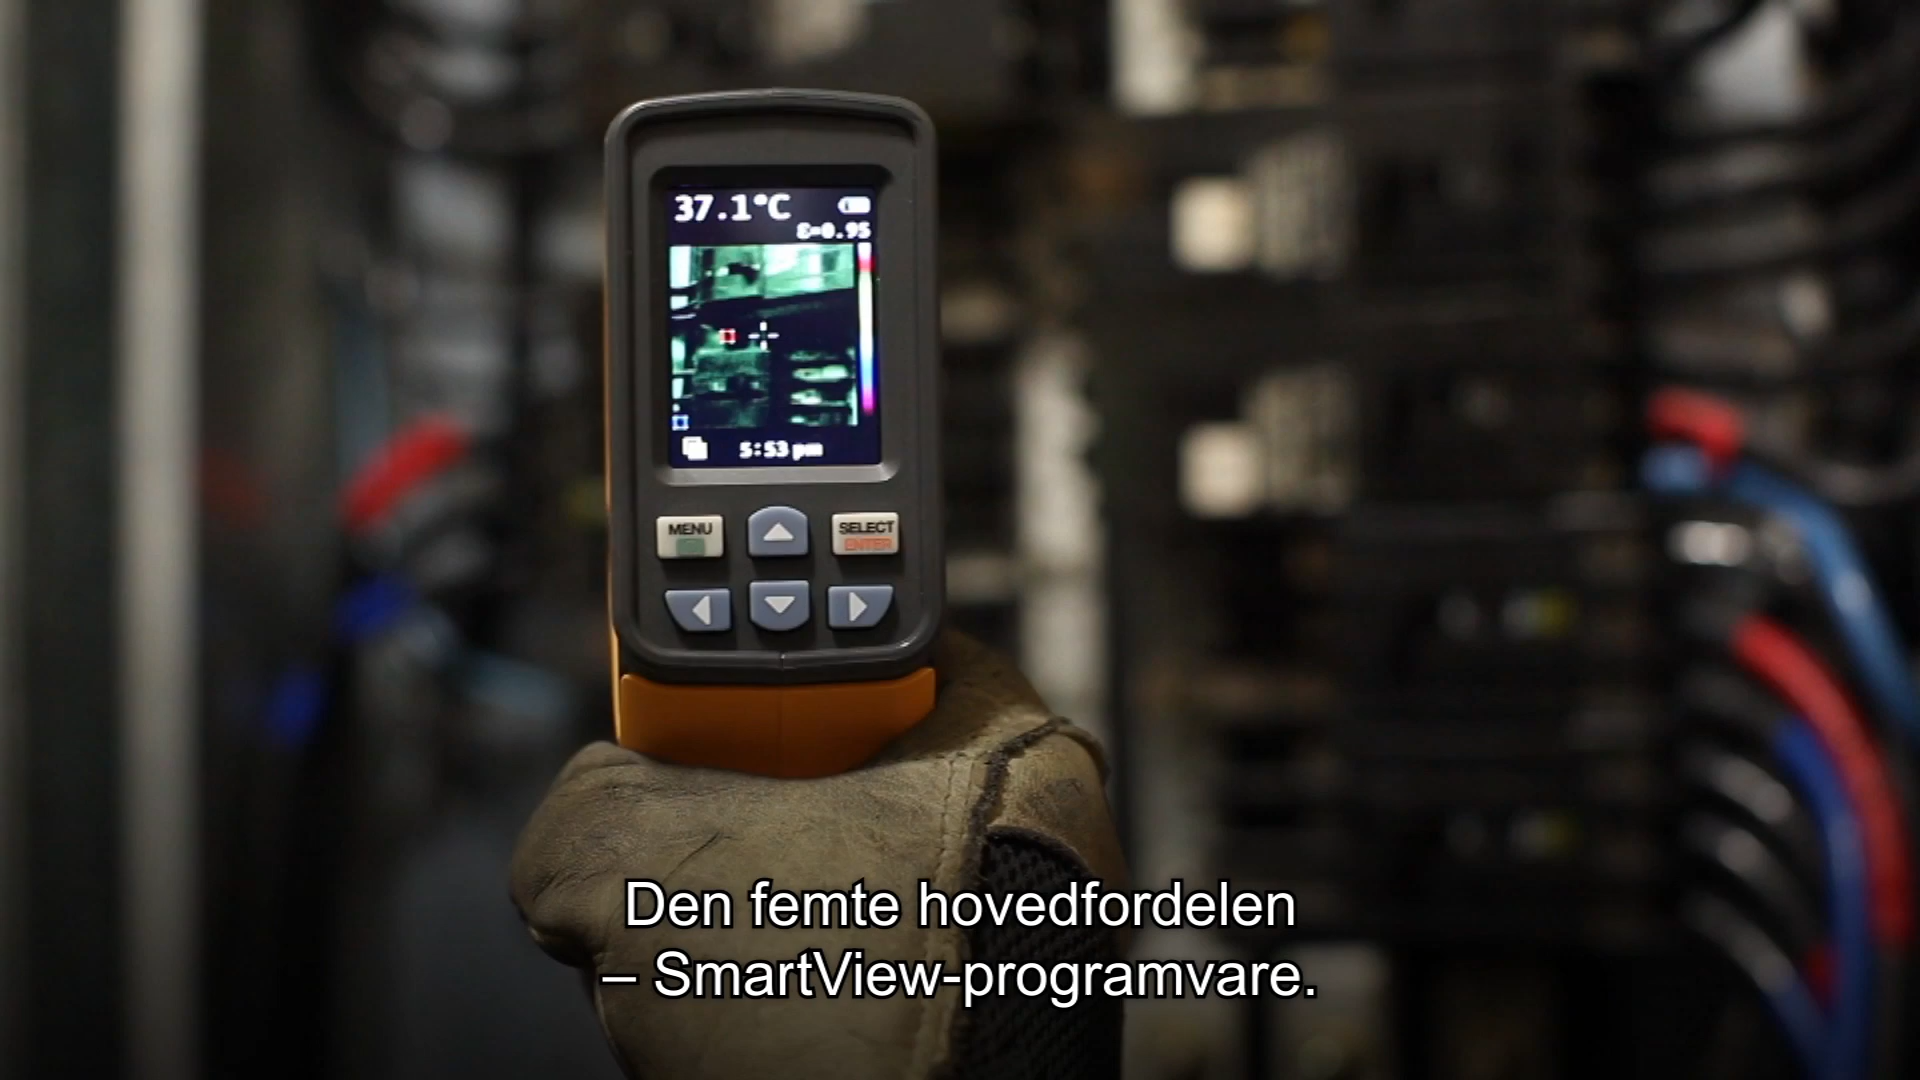 37.1°C
ε=0.95
5:53 pm
MENU
SELECT
ENTER
Den femte hovedfordelen
– SmartView-programvare.